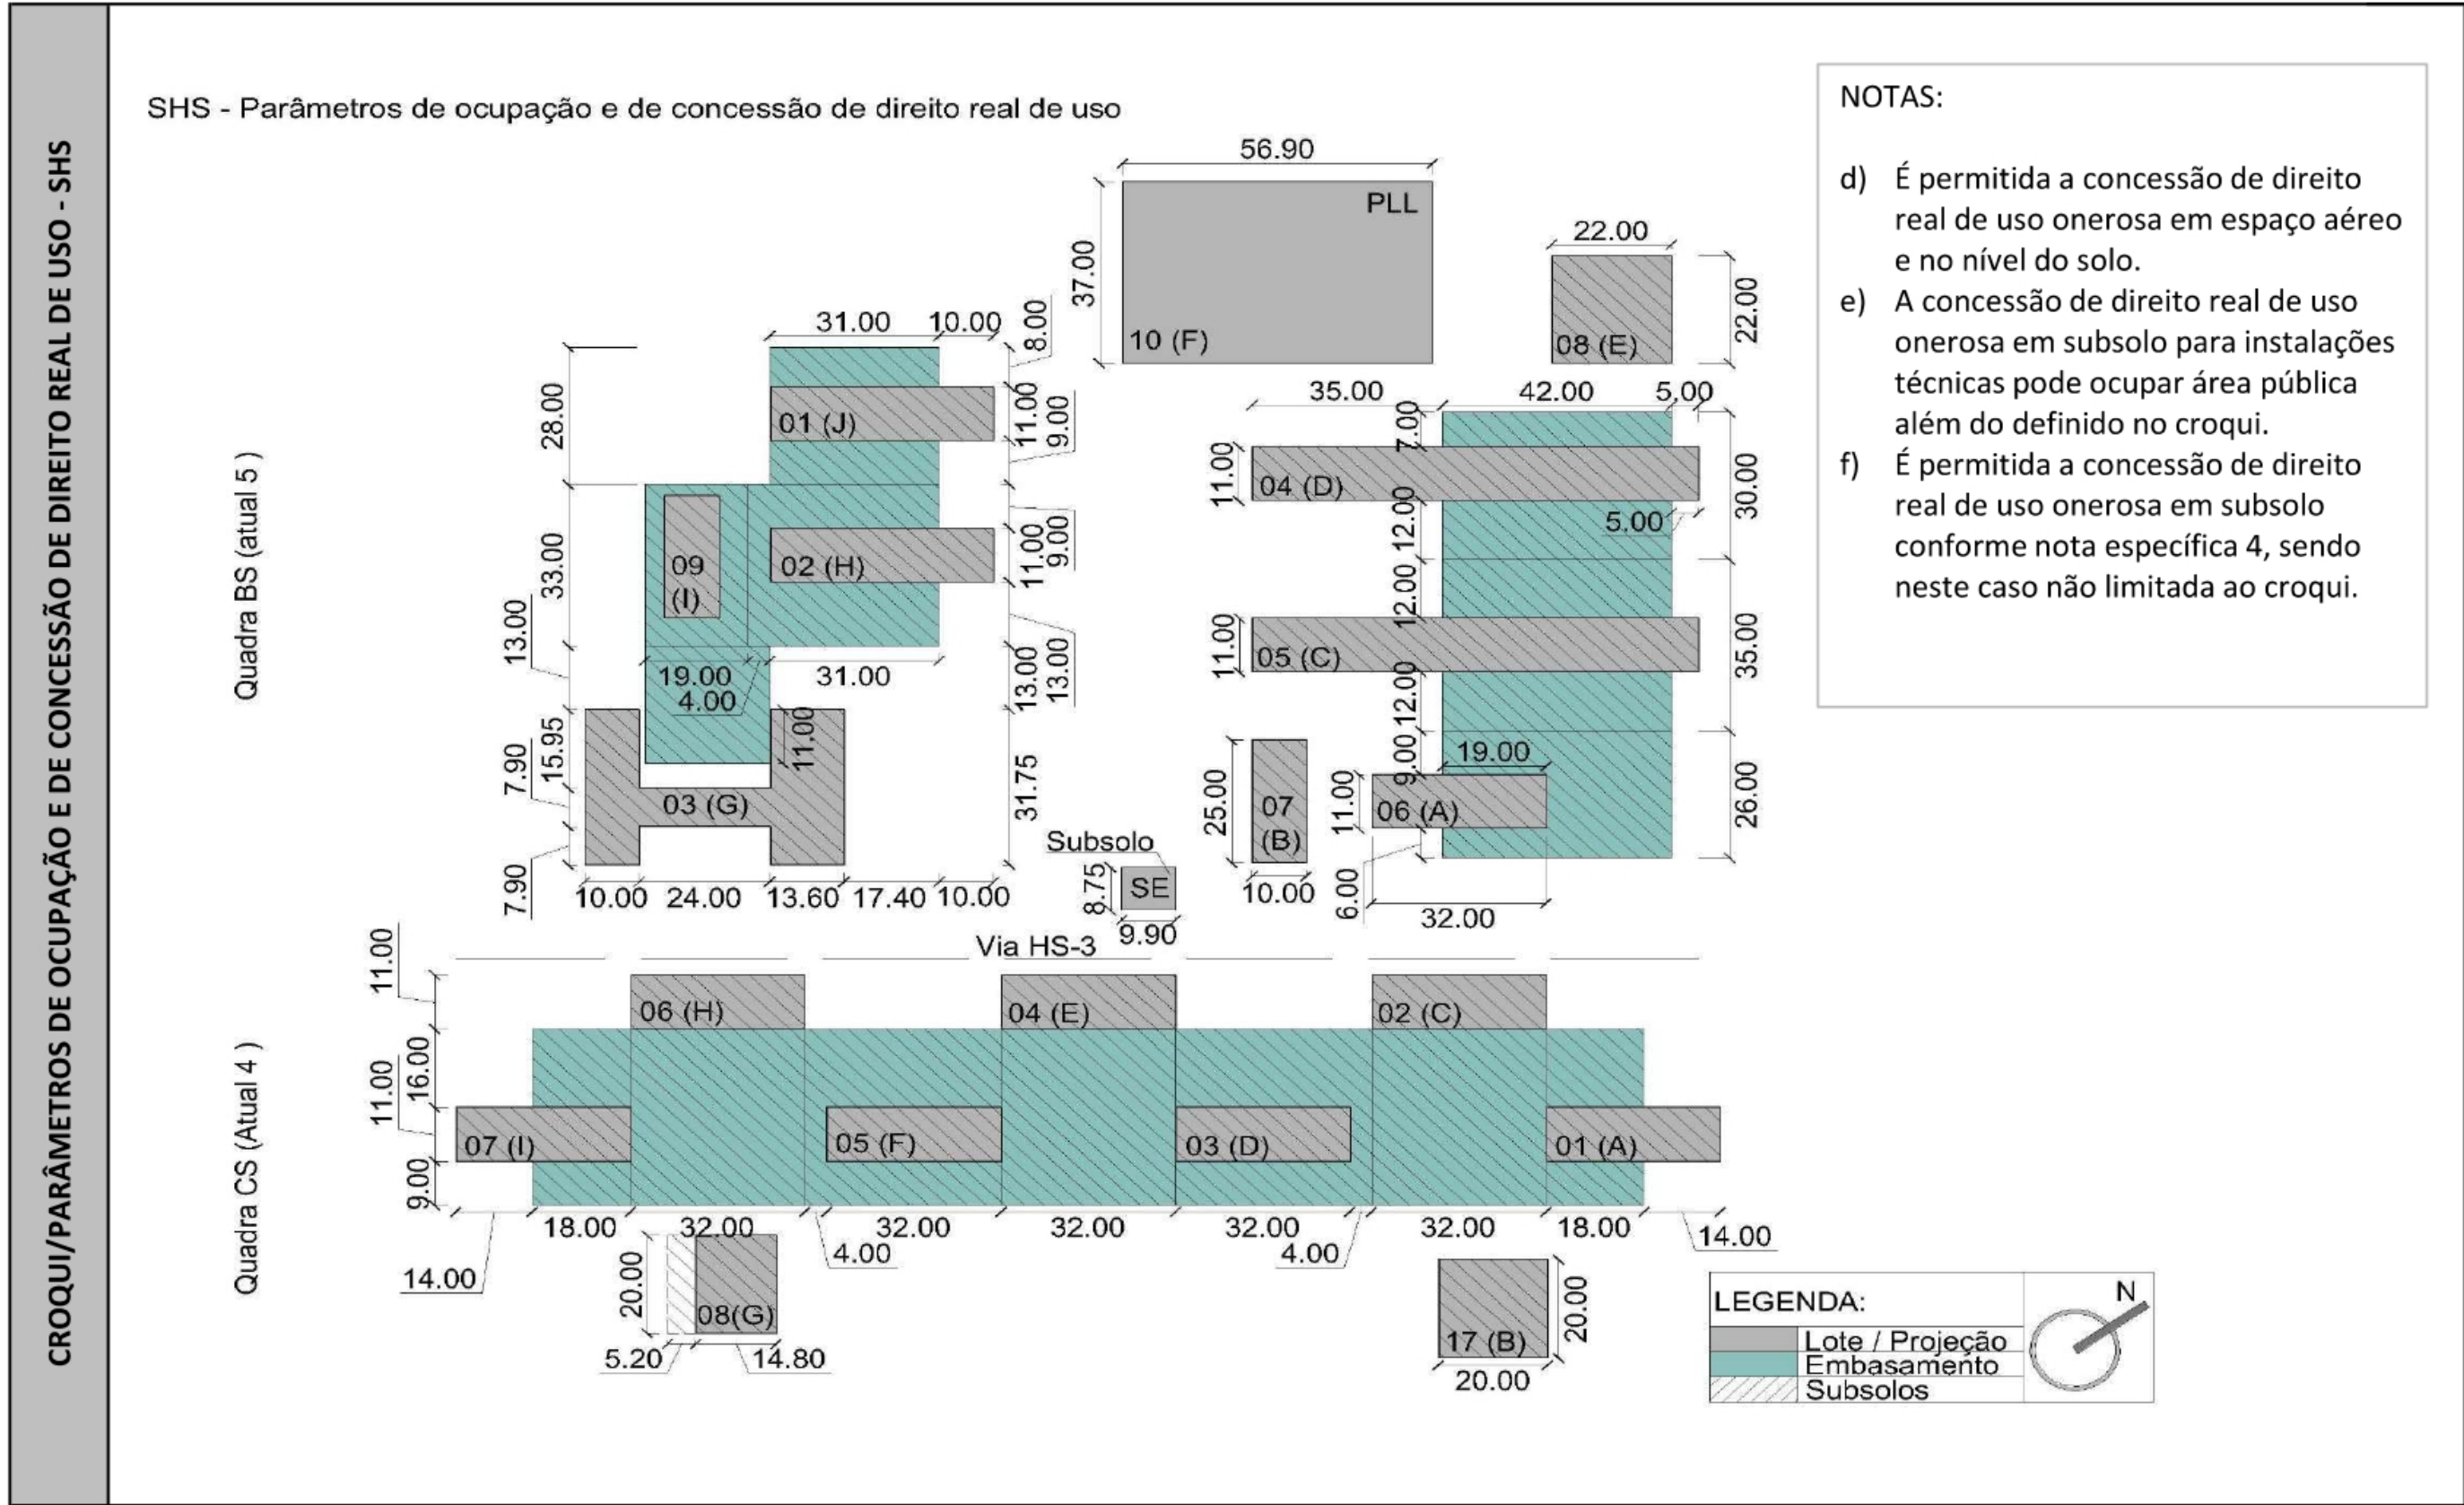 CROQUI/PARÂMETROS DE OCUPAÇÃO E DE CONCESSÃO DE DIREITO REAL DE USO - SHS
SHS - Parâmetros de ocupação e de concessão de direito real de uso
NOTAS:
d) É permitida a concessão de direito
real de uso onerosa em espaço aéreo
e no nível do solo.
e) A concessão de direito real de uso
onerosa em subsolo para instalações
técnicas pode ocupar área pública
além do definido no croqui.
f) É permitida a concessão de direito
real de uso onerosa em subsolo
conforme nota específica 4, sendo
neste caso não limitada ao croqui.
Quadra BS (atual 5 )
56.90
37.00
PLL
10 (F)
22.00
22.00
08 (E)
31.00 10.00
8.00
28.00
01 (J)
11.00
9.00
33.00
09
(I)
02 (H)
9.00
11.00
13.00
13.00
19.00
4.00
31.00
13.00
11.00
15.95
7.90
7.90
03 (G)
31.75
10.00 24.00 13.60 17.40 10.00
35.00 42.00 5.00
7.00
11.00
04 (D)
12.00
5.00
30.00
12.00
11.00
05 (C)
12.00
35.00
9.00
19.00
25.00
07
(B)
10.00
11.00
06 (A)
6.00
32.00
26.00
Subsolo
8.75
SE
9.90
Via HS-3
Quadra CS (Atual 4 )
11.00
16.00
11.00
9.00
06 (H)
04 (E)
02 (C)
07 (I)
05 (F)
03 (D)
01 (A)
14.00
18.00 32.00 4.00 32.00 32.00 32.00 4.00 32.00 18.00 14.00
20.00
08(G)
5.20 14.80
17 (B)
20.00
20.00
LEGENDA:
Lote / Projeção
Embasamento
Subsolos
N